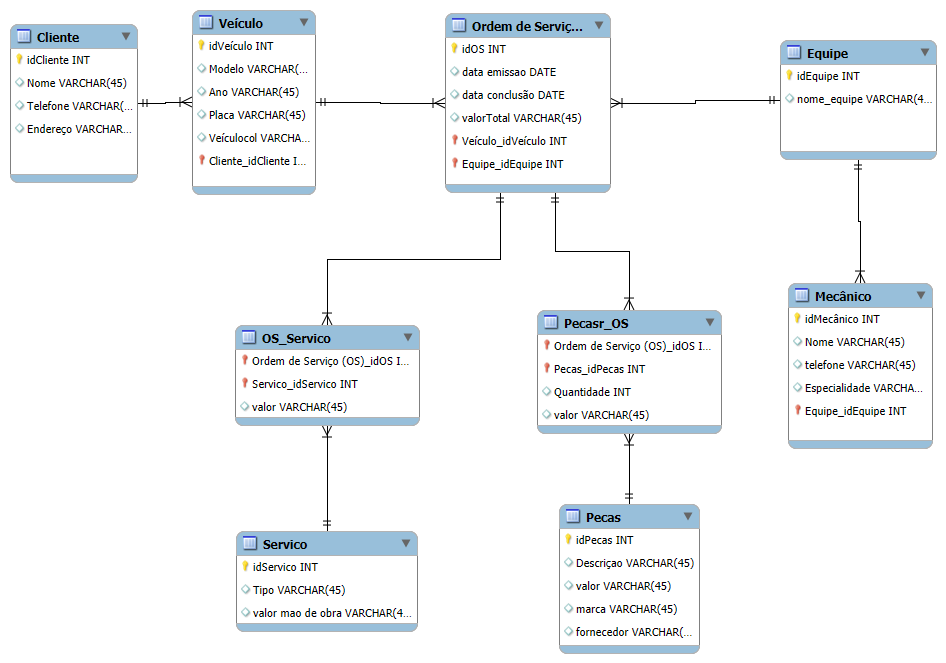 Cliente
idCliente INT
Nome VARCHAR(45)
Telefone VARCHAR(...
Endereço VARCHAR...
Veículo
idVeículo INT
Modelo VARCHAR(...
Ano VARCHAR(45)
Placa VARCHAR(45)
Veículocol VARCHA...
Cliente_idCliente I...
Ordem de Serviç...
idOS INT
data emissao DATE
data conclusão DATE
valorTotal VARCHAR(45)
Veículo_idVeículo INT
Equipe_idEquipe INT
Equipe
idEquipe INT
nome_equipe VARCHAR(4...
Mecânico
idMecânico INT
Nome VARCHAR(45)
telefone VARCHAR(45)
Especialidade VARCHA...
Equipe_idEquipe INT
OS_Servico
Ordem de Serviço (OS)_idOS I...
Servico_idServico INT
valor VARCHAR(45)
Pecasr_OS
Ordem de Serviço (OS)_idOS I...
Pecas_idPecas INT
Quantidade INT
valor VARCHAR(45)
Servico
idServico INT
Tipo VARCHAR(45)
valor mao de obra VARCHAR(4...
Pecas
idPecas INT
Descriçao VARCHAR(45)
valor VARCHAR(45)
marca VARCHAR(45)
fornecedor VARCHAR(...